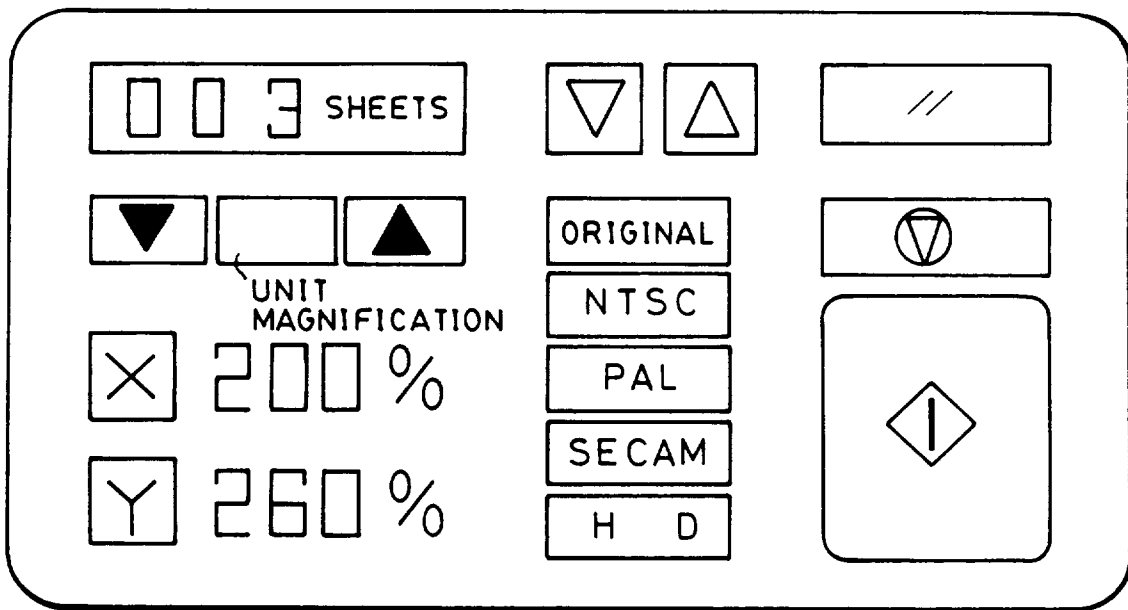 003 SHEETS
//
UNIT
MAGNIFICATION
X 200 %
Y 260 %
ORIGINAL
NTSC
PAL
SECAM
H D